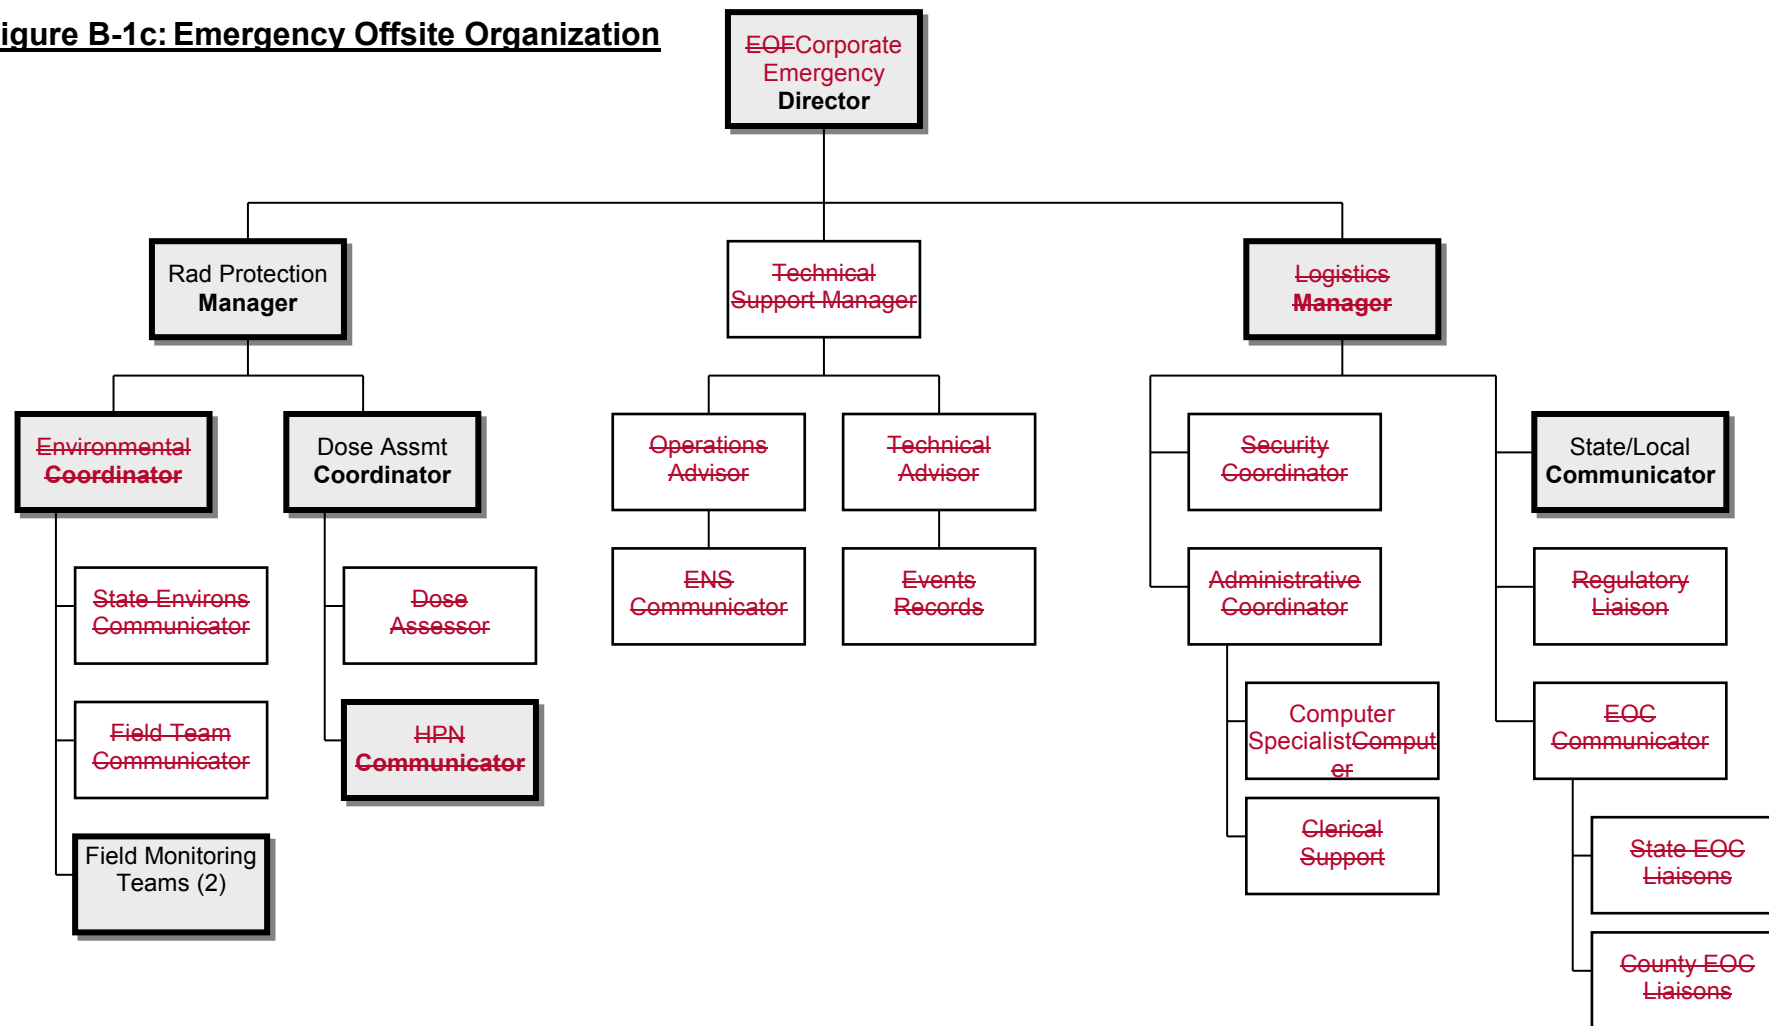 igure B-1c: Emergency Offsite Organization
EOFCorporate
Emergency
Director
Rad Protection
Manager
Technical
Support Manager
Logistics
Manager
Environmental
Coordinator
Dose Assmt
Coordinator
Operations
Advisor
Technical
Advisor
Security
Coordinator
State/Local
Communicator
State Environs
Communicator
Dose
Assessor
ENS
Communicator
Events
Records
Administrative
Coordinator
Regulatory
Liaison
Field Team
Communicator
HPN
Communicator
Computer
SpecialistComput
er
EOC
Communicator
Field Monitoring
Teams (2)
Clerical
Support
State EOC
Liaisons
County EOC
Liaisons